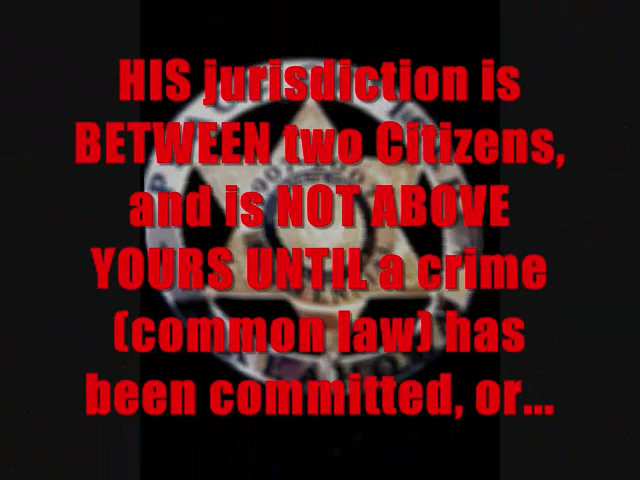 HIS jurisdiction is
BETWEEN two Citizens,
and is NOT ABOVE
YOURS UNTIL a crime
(common law) has
been committed, or...